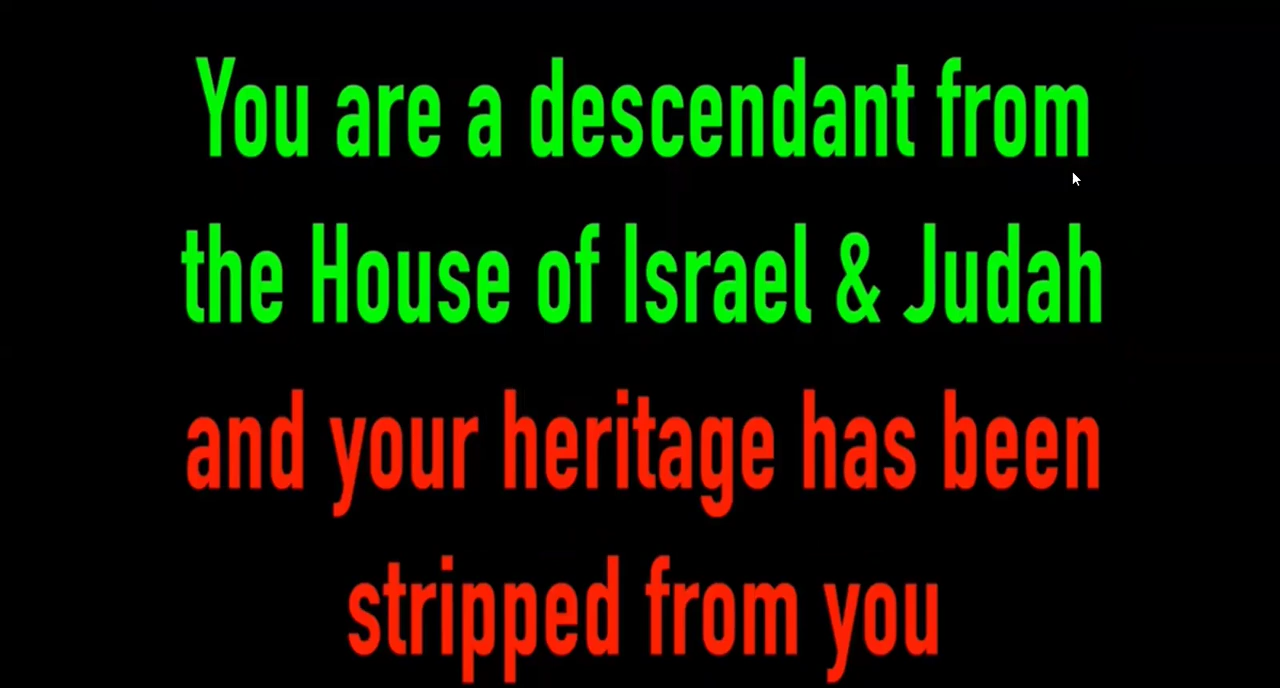 You are a descendant from
the House of Israel & Judah
and your heritage has been
stripped from you